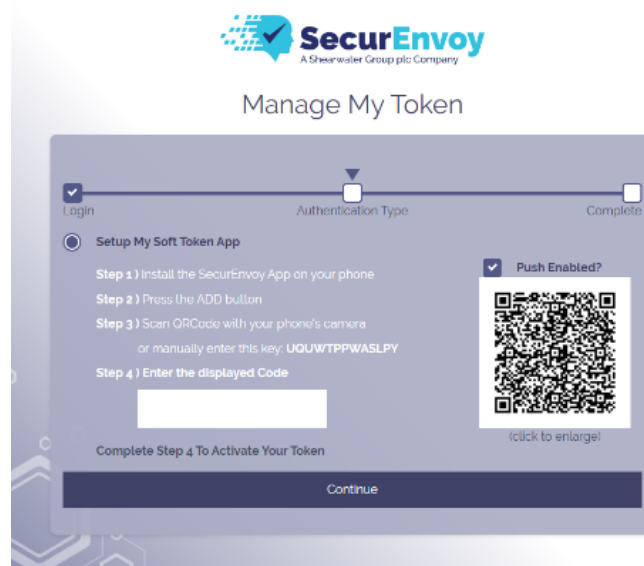 SecurEnvoy
A Shearwater Group plc Company
Manage My Token
Login
Authentication Type
Complete
Setup My Soft Token App
Step 1 ) Install the SecurEnvoy App on your phone
Step 2 ) Press the ADD button
Step 3 ) Scan QRCode with your phone's camera
or manually enter this key: UQUWTPPWASLPY
Step 4 ) Enter the displayed Code
Push Enabled?
(click to enlarge)
Complete Step 4 To Activate Your Token
Continue